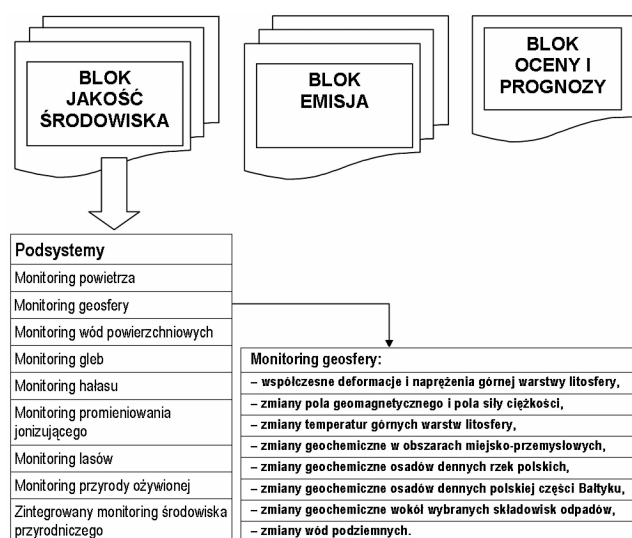 BLOK
JAKOŚĆ
ŚRODOWISKA
BLOK
EMISJA
BLOK
OCENY I
PROGNOZY
Podsystemy
Monitoring powietrza
Monitoring geosfery
Monitoring wód powierzchniowych
Monitoring gleb
Monitoring hałasu
Monitoring promieniowania
jonizującego
Monitoring lasów
Monitoring przyrody ożywionej
Zintegrowany monitoring środowiska
przyrodniczego
Monitoring geosfery:
– współczesne deformacje i naprężenia górnej warstwy litosfery,
– zmiany pola geomagnetycznego i pola siły ciężkości,
– zmiany temperatur górnych warstw litosfery,
– zmiany geochemiczne w obszarach miejsko-przemysłowych,
– zmiany geochemiczne osadów dennych rzek polskich,
– zmiany geochemiczne osadów dennych polskiej części Bałtyku,
– zmiany geochemiczne wokół wybranych składowisk odpadów,
– zmiany wód podziemnych.